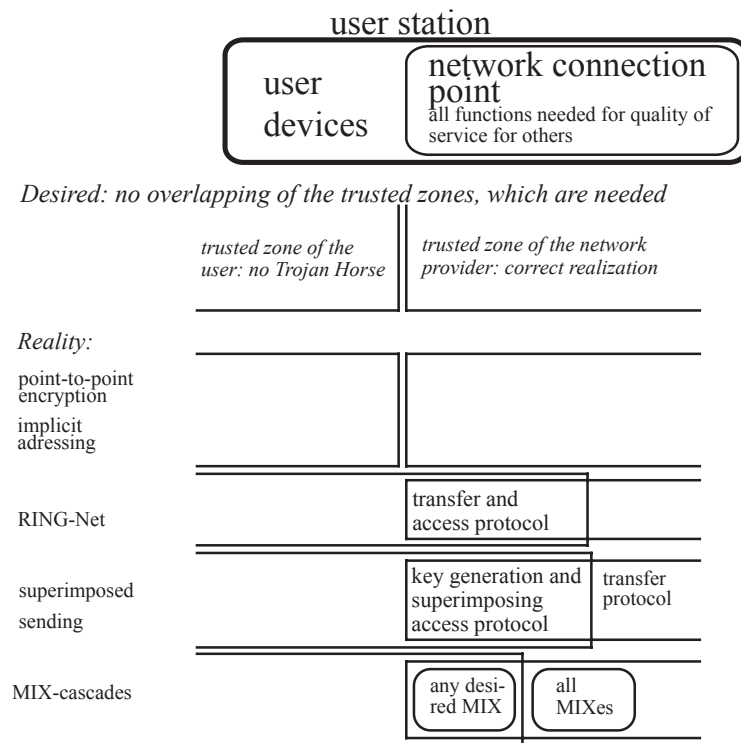 user station
user
devices
network connection
point
all functions needed for quality of
service for others
Desired: no overlapping of the trusted zones, which are needed
trusted zone of the
user: no Trojan Horse
trusted zone of the network
provider: correct realization
Reality:
point-to-point
encryption
implicit
adressing
RING-Net
transfer and
access protocol
superimposed
sending
key generation and
superimposing
access protocol
transfer
protocol
MIX-cascades
any desi-
red MIX
all
MIXes